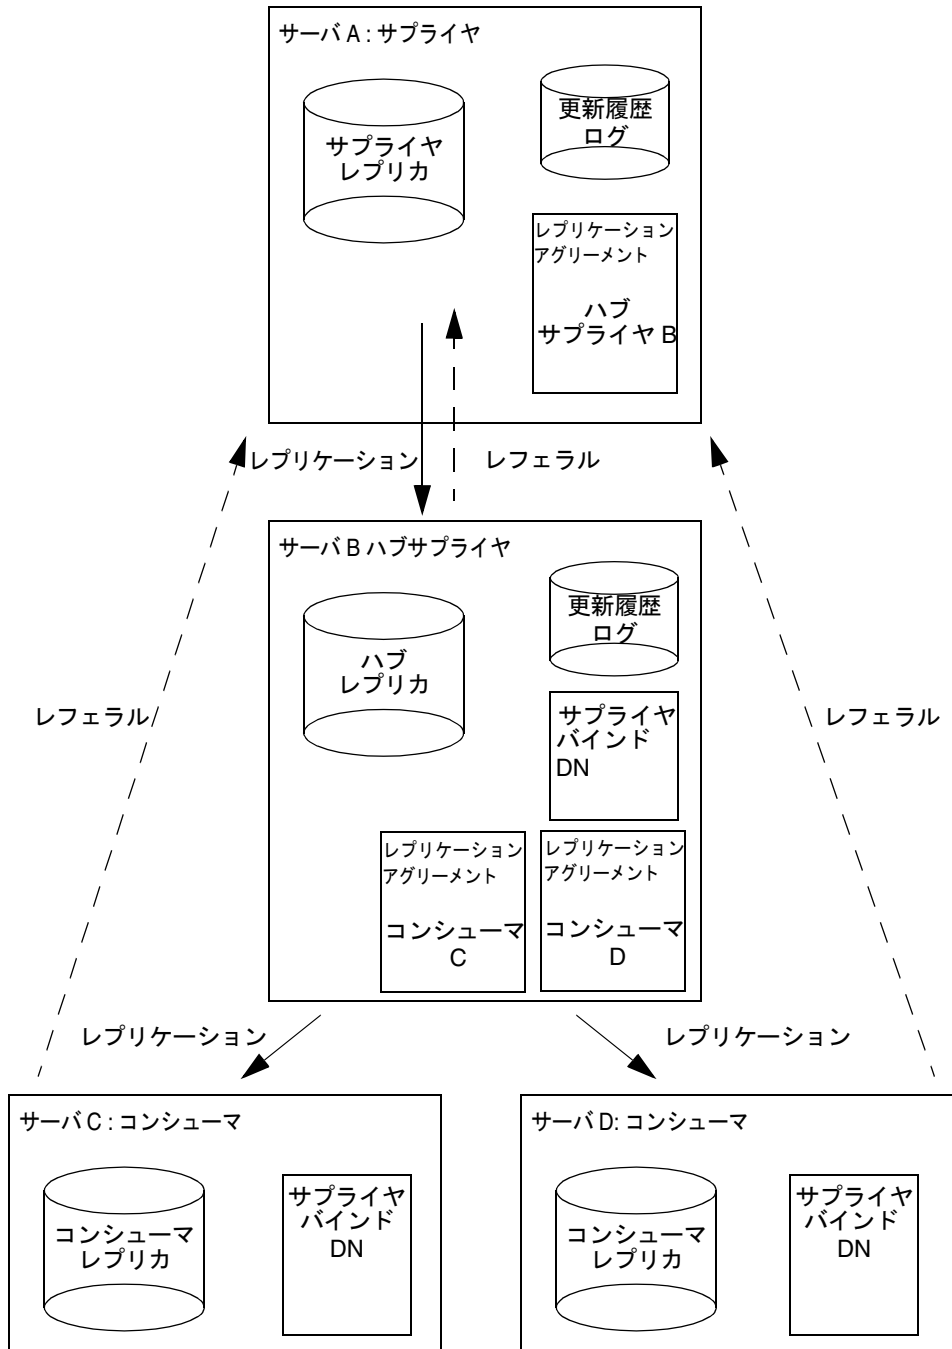 サーバ A : サプライヤ
サプライヤ
レプリカ
更新履歴
ログ
レプリケーション
アグリーメント
ハブ
サプライヤ B
レプリケーション
レフェラル
サーバ B ハブサプライヤ
ハブ
レプリカ
更新履歴
ログ
サプライヤ
バインド
DN
レフェラル
レフェラル
レプリケーション
アグリーメント
コンシューマ
C
レプリケーション
アグリーメント
コンシューマ
D
レプリケーション
レプリケーション
サーバ C : コンシューマ
コンシューマ
レプリカ
サプライヤ
バインド
DN
サーバ D: コンシューマ
コンシューマ
レプリカ
サプライヤ
バインド
DN